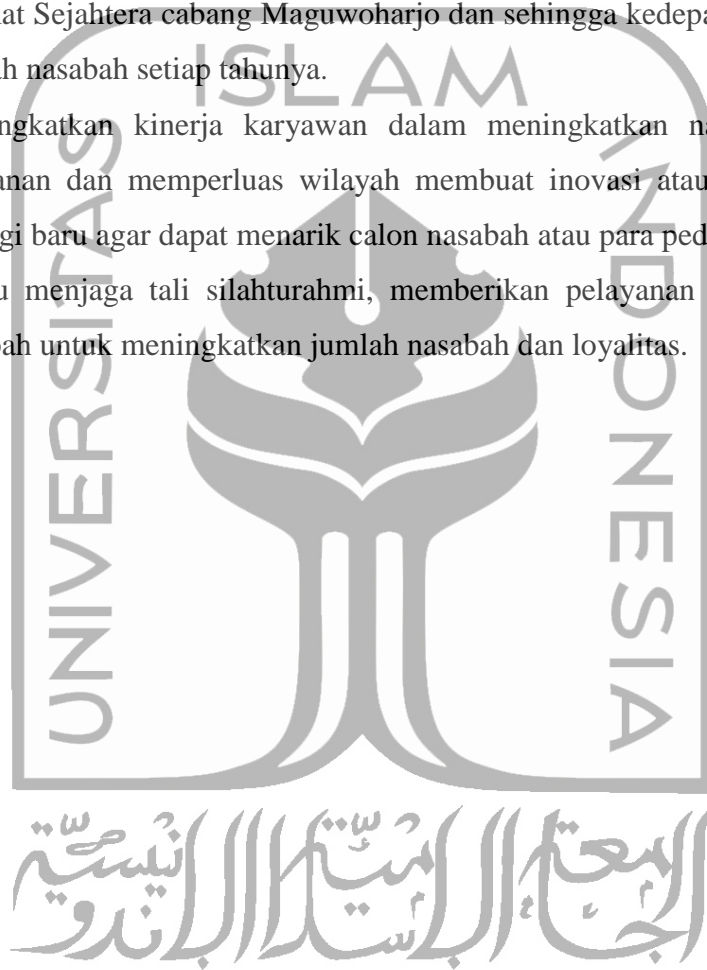 at Sejahtera cabang Maguwoharjo dan sehingga kedepa
ah nasabah setiap tahunya.
ngkatkan kinerja karyawan dalam meningkatkan na
anan dan memperluas wilayah membuat inovasi atau
gi baru agar dapat menarik calon nasabah atau para ped
u menjaga tali silahturahmi, memberikan pelayanan
bah untuk meningkatkan jumlah nasabah dan loyalitas.
ISLAM
UNIVERSITAS
INDONESIA
الجامعة الإسلامية الإندونيسية